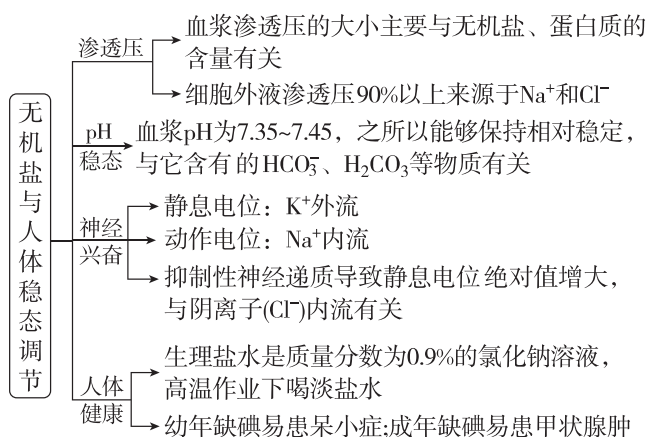 无机盐与人体稳态调节
渗透压
血浆渗透压的大小主要与无机盐、蛋白质的
含量有关
细胞外液渗透压90%以上来源于Na⁺和Cl⁻
pH
稳态
血浆pH为7.35~7.45，之所以能够保持相对稳定，
与它含有的HCO₃⁻、H₂CO₃等物质有关
神经
兴奋
静息电位：K⁺外流
动作电位：Na⁺内流
抑制性神经递质导致静息电位绝对值增大，
与阴离子(Cl⁻)内流有关
人体
健康
生理盐水是质量分数为0.9%的氯化钠溶液，
高温作业下喝淡盐水
幼年缺碘易患呆小症;成年缺碘易患甲状腺肿